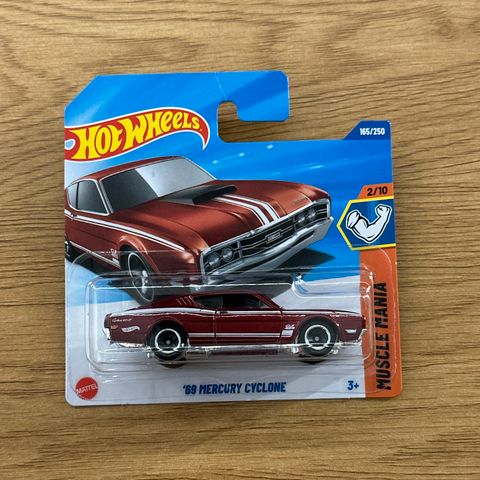 HOT WHEELS
165/250
2/10
MUSCLE MANIA
MATTEL
'69 MERCURY CYCLONE
3+